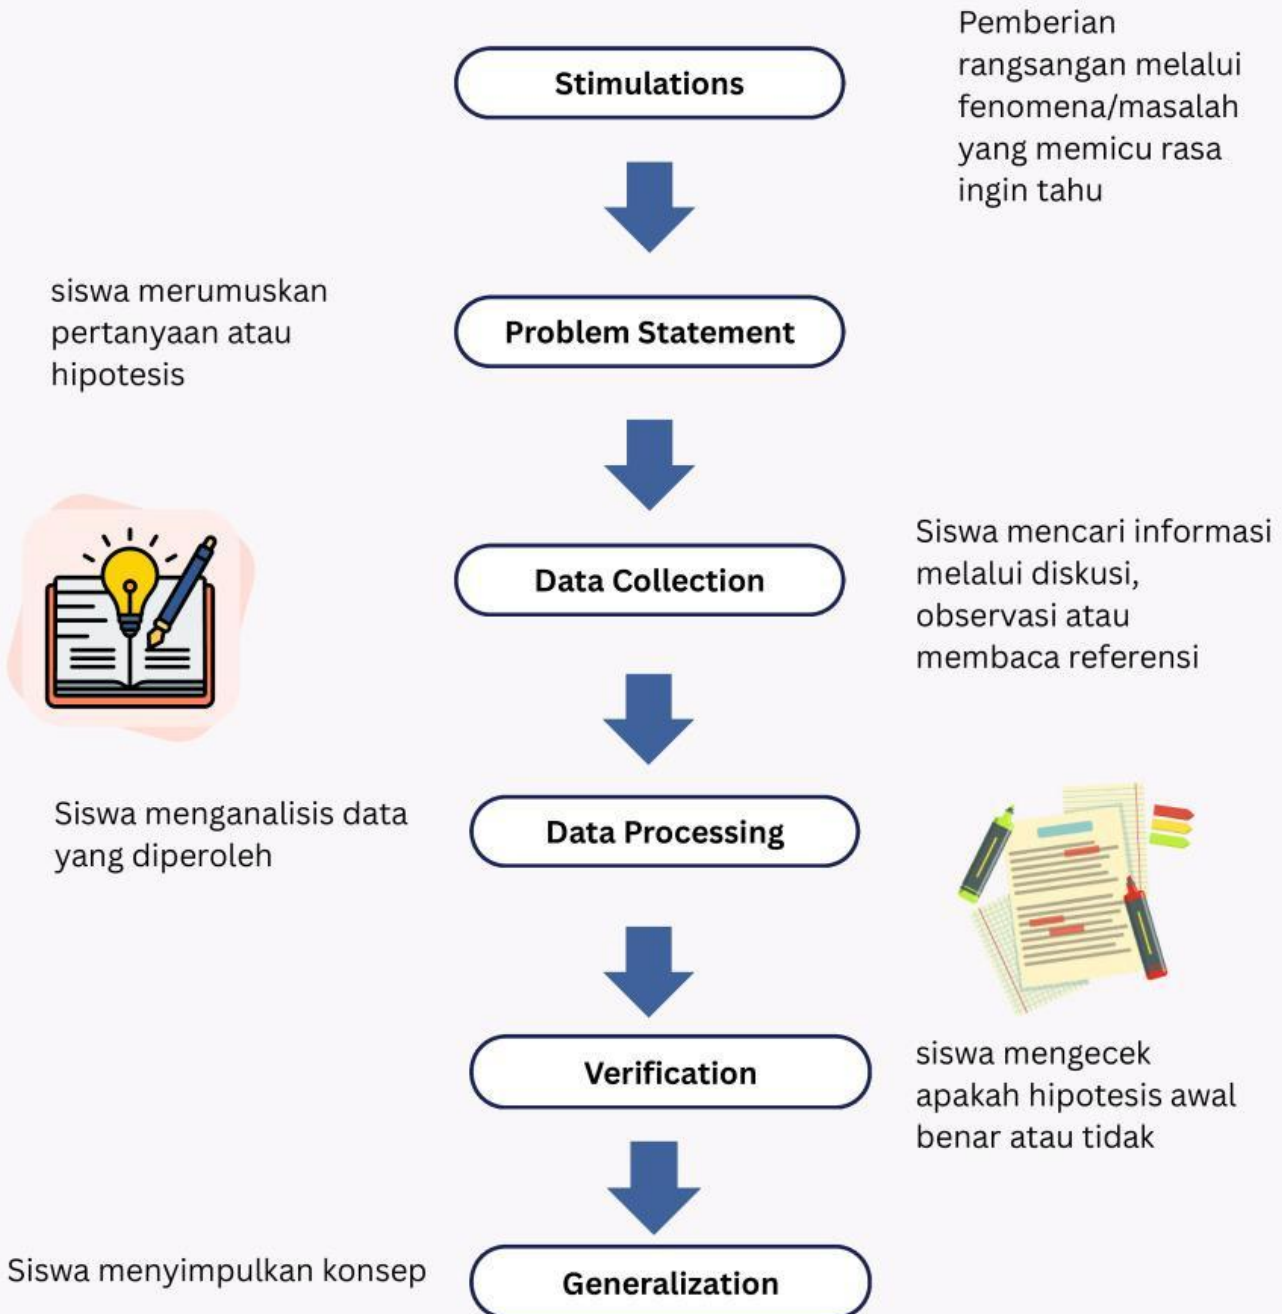 Stimulations
Pemberian
rangsangan melalui
fenomena/masalah
yang memicu rasa
ingin tahu
siswa merumuskan
pertanyaan atau
hipotesis
Problem Statement
Data Collection
Siswa mencari informasi
melalui diskusi,
observasi atau
membaca referensi
Siswa menganalisis data
yang diperoleh
Data Processing
Verification
siswa mengecek
apakah hipotesis awal
benar atau tidak
Siswa menyimpulkan konsep
Generalization